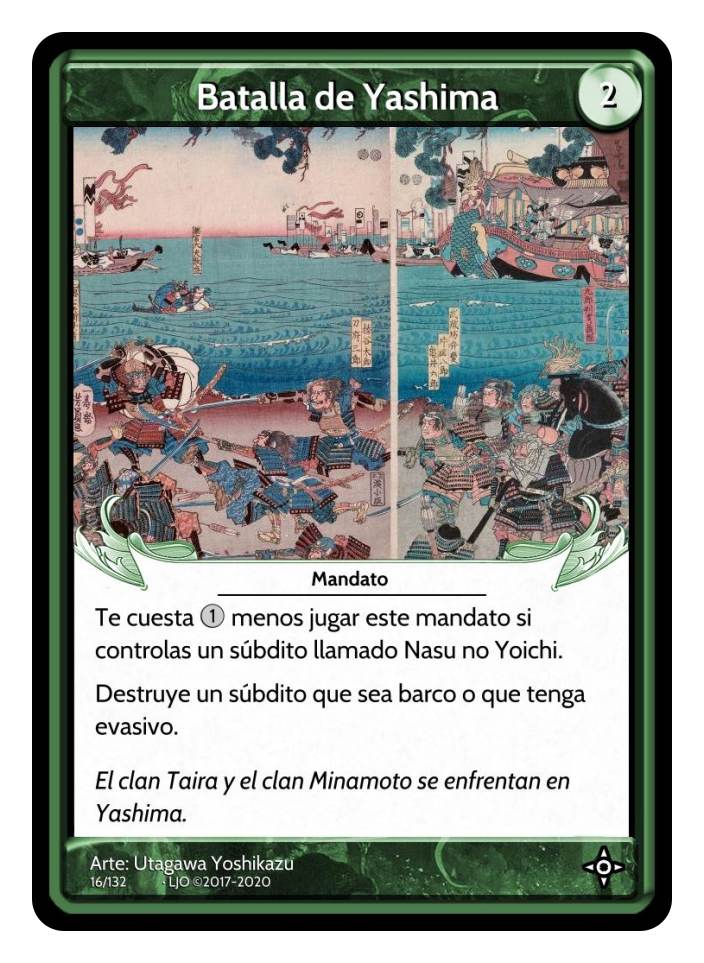 Batalla de Yashima
2
Mandato
Te cuesta 1 menos jugar este mandato si
controlas un súbdito llamado Nasu no Yoichi.
Destruye un súbdito que sea barco o que tenga
evasivo.
El clan Taira y el clan Minamoto se enfrentan en
Yashima.
Arte: Utagawa Yoshikazu
16/132 · LJO ©2017-2020